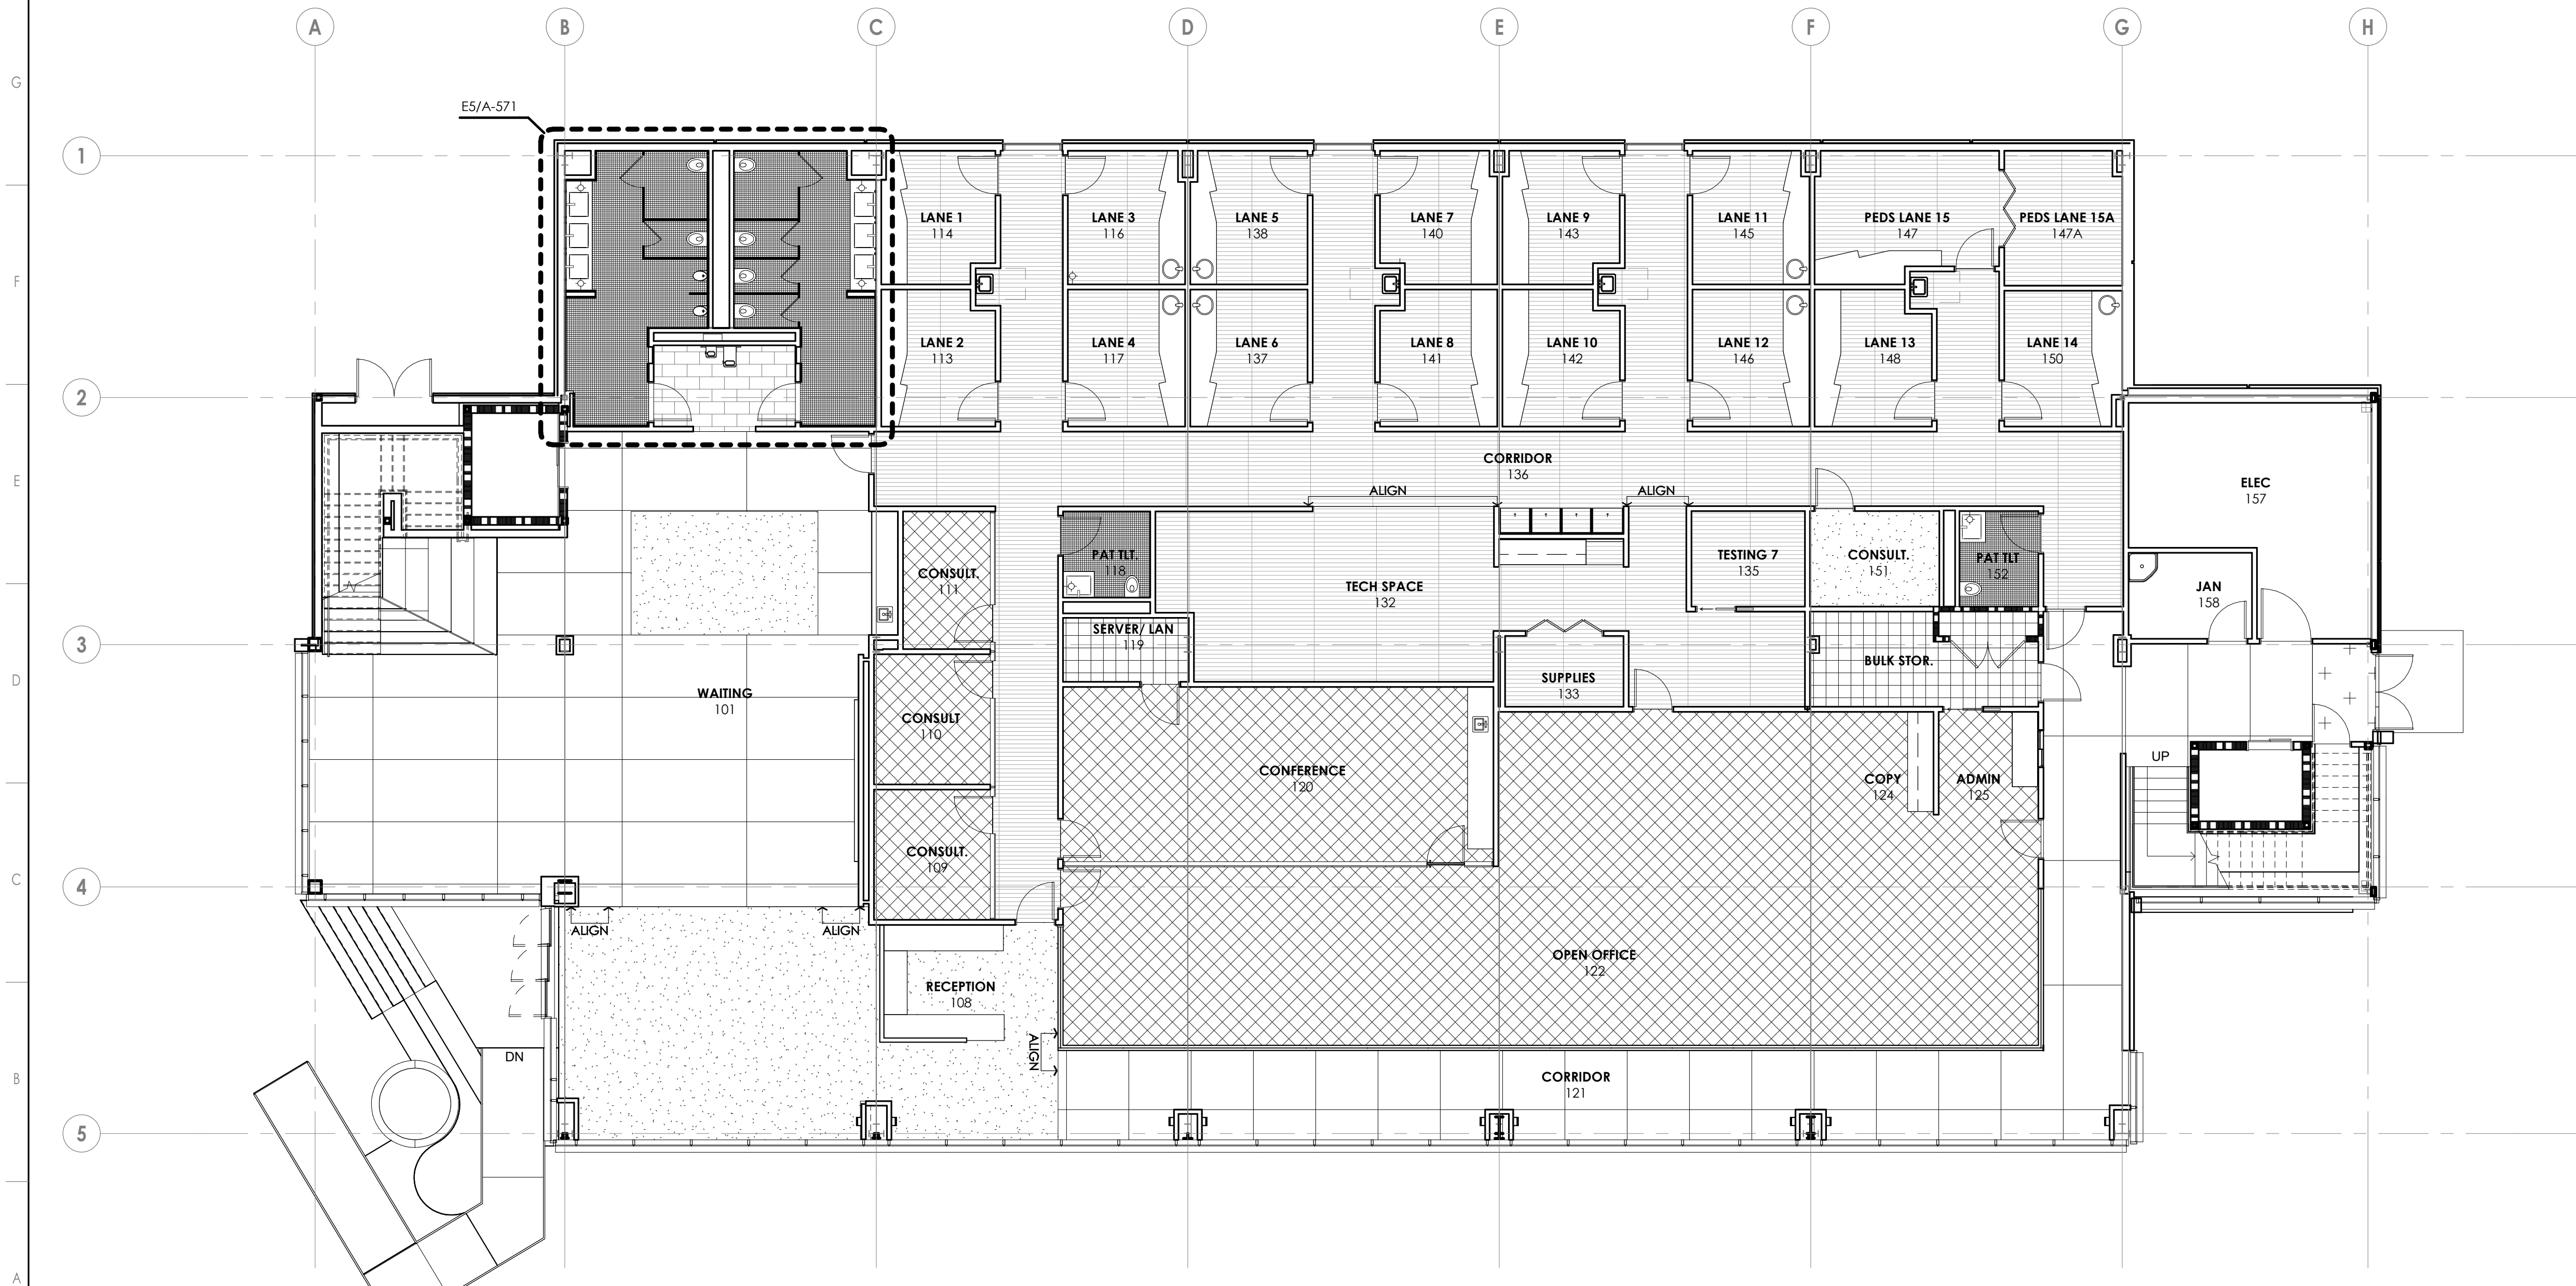 A
B
C
D
E
F
G
H
G
E5/A-571
1
LANE 1
114
LANE 3
116
LANE 5
138
LANE 7
140
LANE 9
143
LANE 11
145
PEDS LANE 15
147
PEDS LANE 15A
147A
F
LANE 2
113
LANE 4
117
LANE 6
137
LANE 8
141
LANE 10
142
LANE 12
146
LANE 13
148
LANE 14
150
2
CORRIDOR
136
E
ELEC
157
ALIGN
ALIGN
PAT TLT.
118
CONSULT.
111
TECH SPACE
132
TESTING 7
135
CONSULT.
151
PAT TLT
152
JAN
158
SERVER/ LAN
119
3
D
WAITING
101
SUPPLIES
133
BULK STOR.
CONSULT
110
CONFERENCE
120
COPY
124
ADMIN
125
UP
CONSULT.
109
C
4
ALIGN
ALIGN
OPEN OFFICE
122
RECEPTION
108
ALIGN
DN
CORRIDOR
121
B
5
A